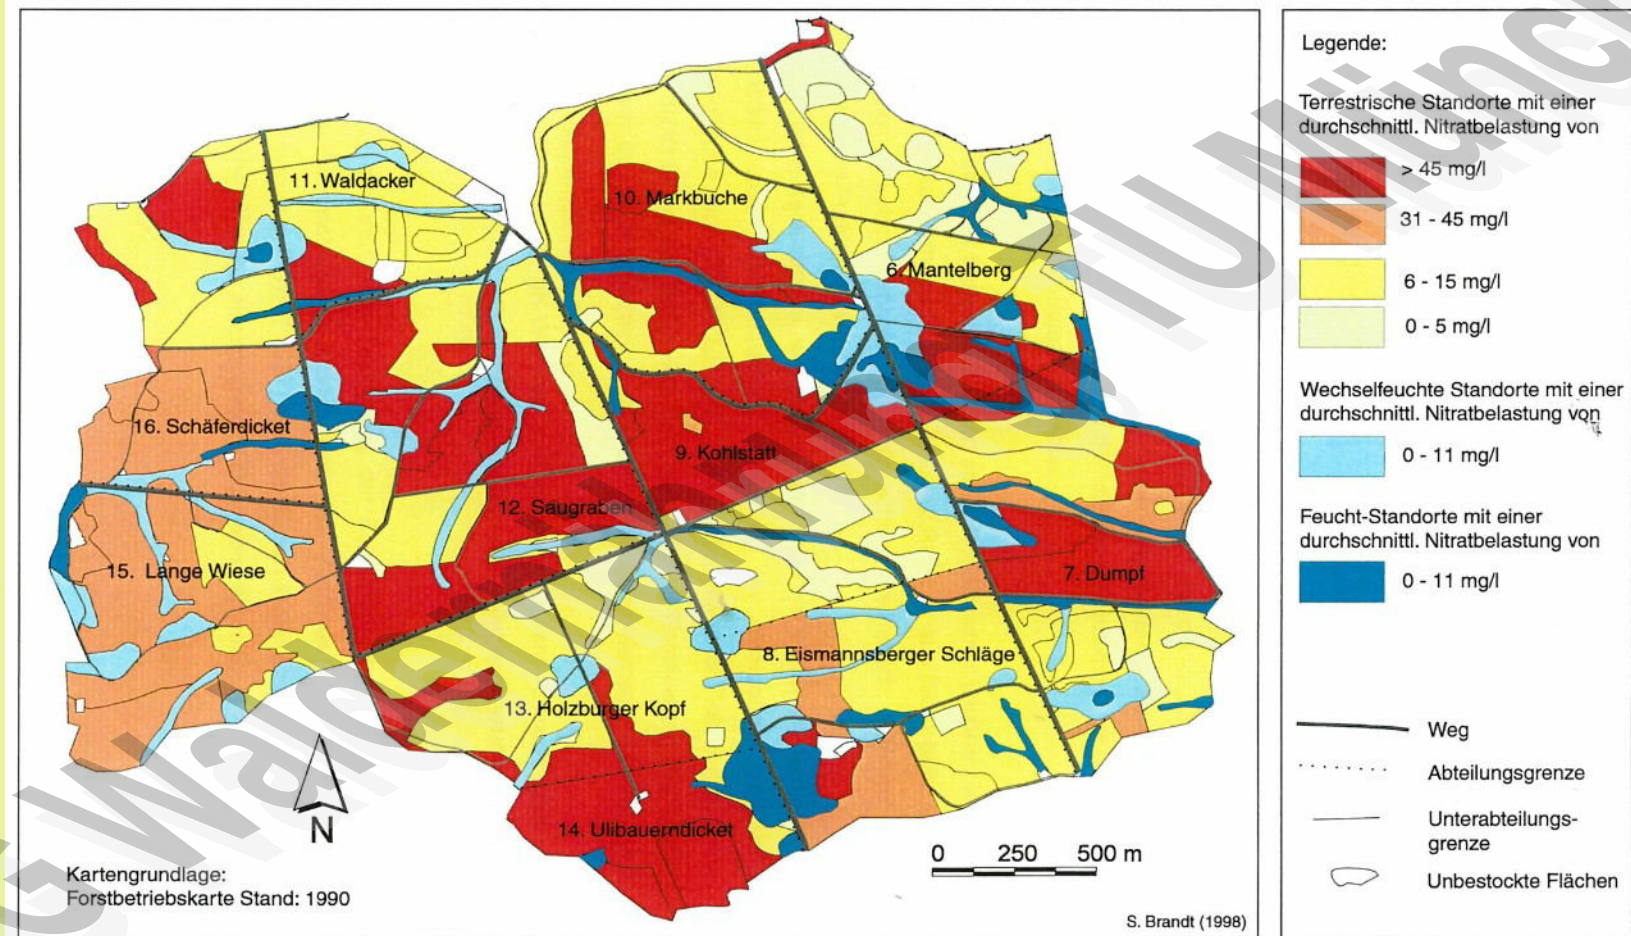 11. Waldacker
10. Markbuche
6. Mantelberg
16. Schäferdicket
9. Kohlstatt
12. Saugraben
15. Lange Wiese
7. Dumpf
8. Eismannsberger Schläge
13. Holzburger Kopf
14. Ulibauerndicket
N
0 250 500 m
Kartengrundlage:
Forstbetriebskarte Stand: 1990
S. Brandt (1998)
Legende:
Terrestrische Standorte mit einer
durchschnittl. Nitratbelastung von
> 45 mg/l
31 - 45 mg/l
6 - 15 mg/l
0 - 5 mg/l
Wechselfeuchte Standorte mit einer
durchschnittl. Nitratbelastung von
0 - 11 mg/l
Feucht-Standorte mit einer
durchschnittl. Nitratbelastung von
0 - 11 mg/l
Weg
Abteilungsgrenze
Unterabteilungs-
grenze
Unbestockte Flächen